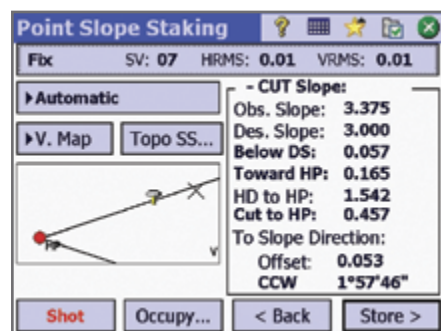 Point Slope Staking
Fix SV: 07 HRMS: 0.01 VRMS: 0.01
Automatic
V. Map Topo SS...
HP
v
- CUT Slope:
Obs. Slope: 3.375
Des. Slope: 3.000
Below DS: 0.057
Toward HP: 0.165
HD to HP: 1.542
Cut to HP: 0.457
To Slope Direction:
Offset: 0.053
CCW 1°57'46"
Shot Occupy... < Back Store >